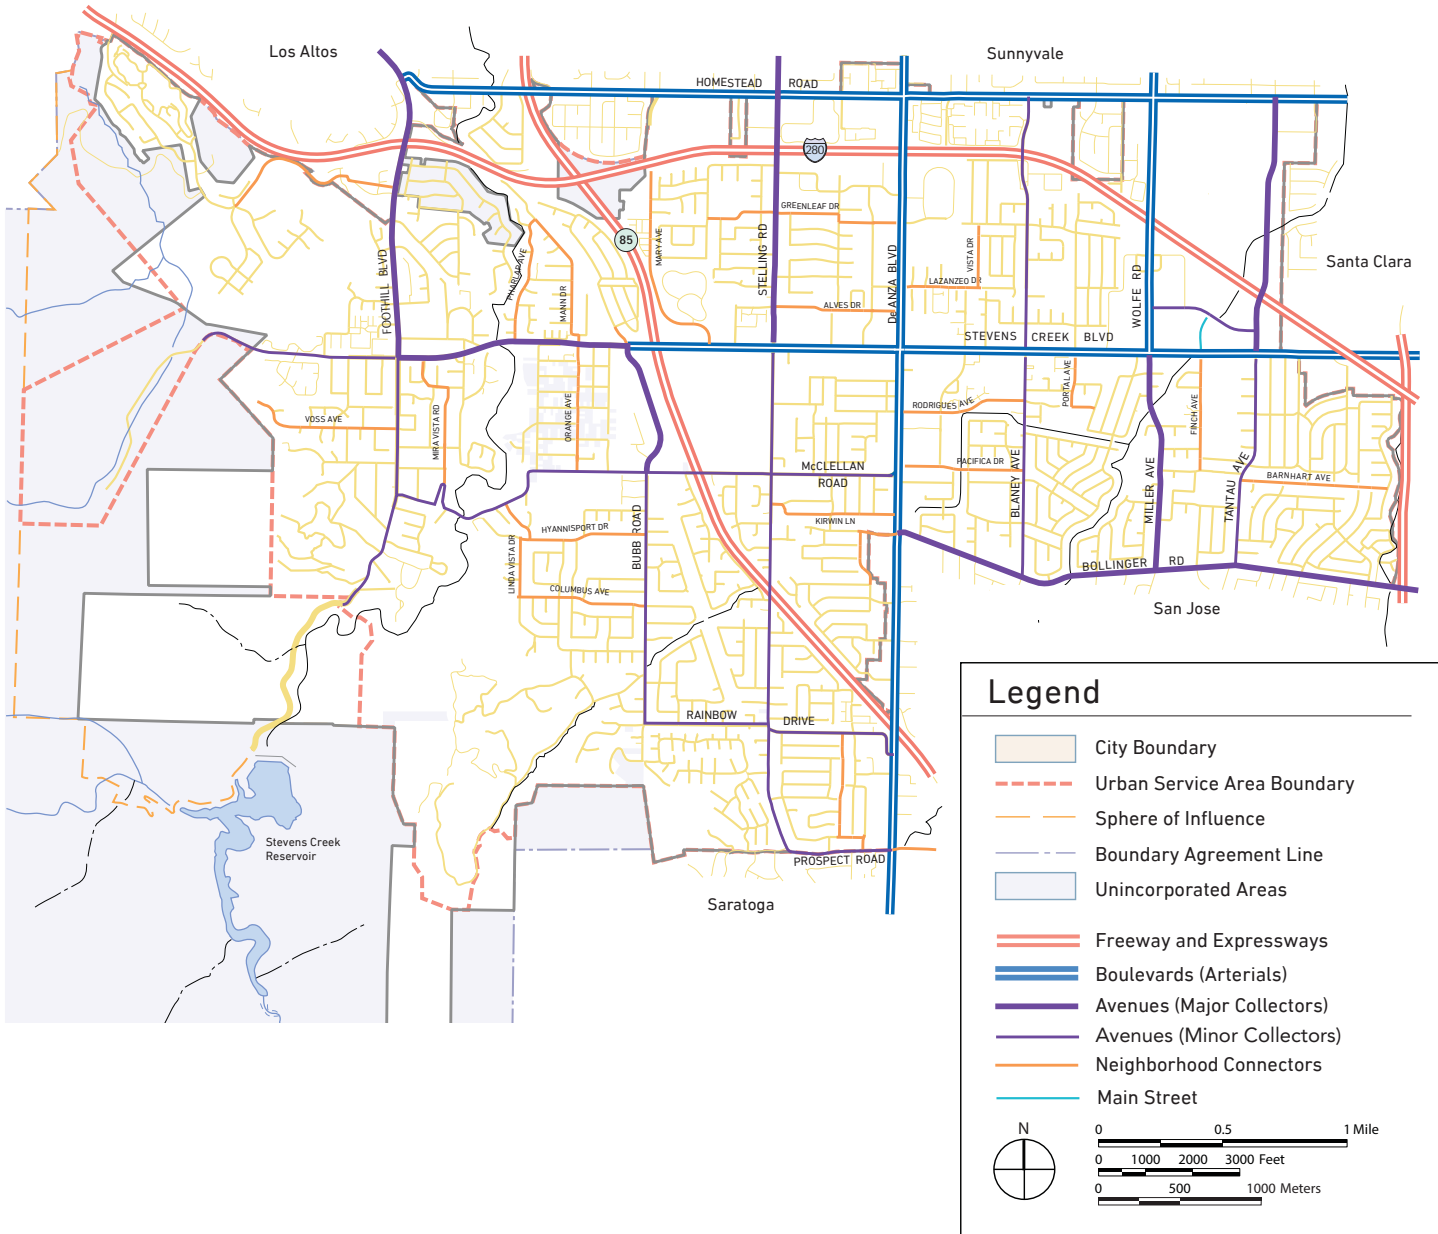 Los Altos
Sunnyvale
HOMESTEAD ROAD
280
Santa Clara
85
GREENLEAF DR
MARY AVE
STELLING RD
De ANZA BLVD
VISTA DR
LAZANZEO DR
WOLFE RD
FOOTHILL BLVD
PHARLAP AVE
MANN DR
ALVES DR
STEVENS CREEK BLVD
VOSS AVE
MIRA VISTA RD
ORANGE AVE
RODRIGUES AVE
PORTAL AVE
FINCH AVE
McCLELLAN
ROAD
PACIFICA DR
BLANEY AVE
MILLER AVE
TANTAU AVE
BARNHART AVE
KIRWIN LN
HYANNISPORT DR
BUBB ROAD
LINDA VISTA DR
COLUMBUS AVE
BOLLINGER RD
San Jose
RAINBOW DRIVE
Stevens Creek
Reservoir
PROSPECT ROAD
Saratoga
Legend
City Boundary
Urban Service Area Boundary
Sphere of Influence
Boundary Agreement Line
Unincorporated Areas
Freeway and Expressways
Boulevards (Arterials)
Avenues (Major Collectors)
Avenues (Minor Collectors)
Neighborhood Connectors
Main Street
N
0 0.5 1 Mile
0 1000 2000 3000 Feet
0 500 1000 Meters